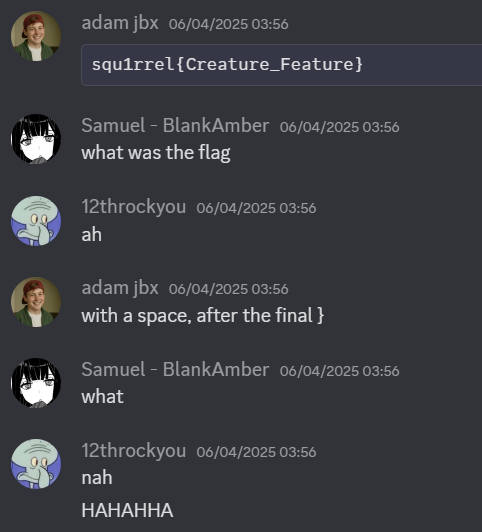 adam jbx 06/04/2025 03:56
squ1rrel{Creature_Feature}
Samuel - BlankAmber 06/04/2025 03:56
what was the flag
12throckyou 06/04/2025 03:56
ah
adam jbx 06/04/2025 03:56
with a space, after the final }
Samuel - BlankAmber 06/04/2025 03:56
what
12throckyou 06/04/2025 03:56
nah
HAHAHHA